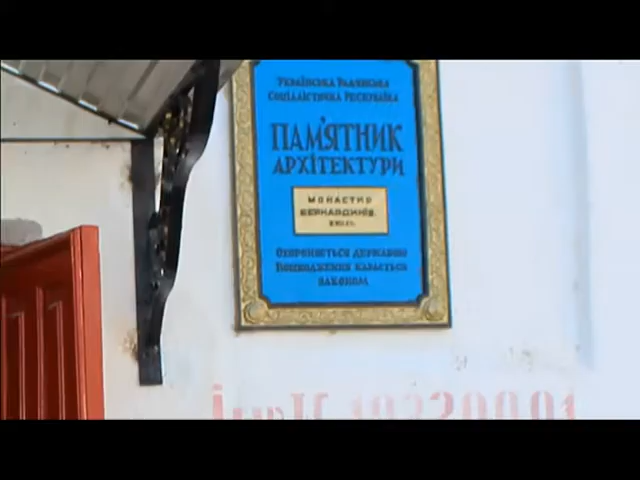 Українська Радянська
Соціалістична Республіка
ПАМ'ЯТНИК
АРХІТЕКТУРИ
МОНАСТИР
БЕРНАРДИНІВ
Охороняється державою
Пошкодження карається
законом